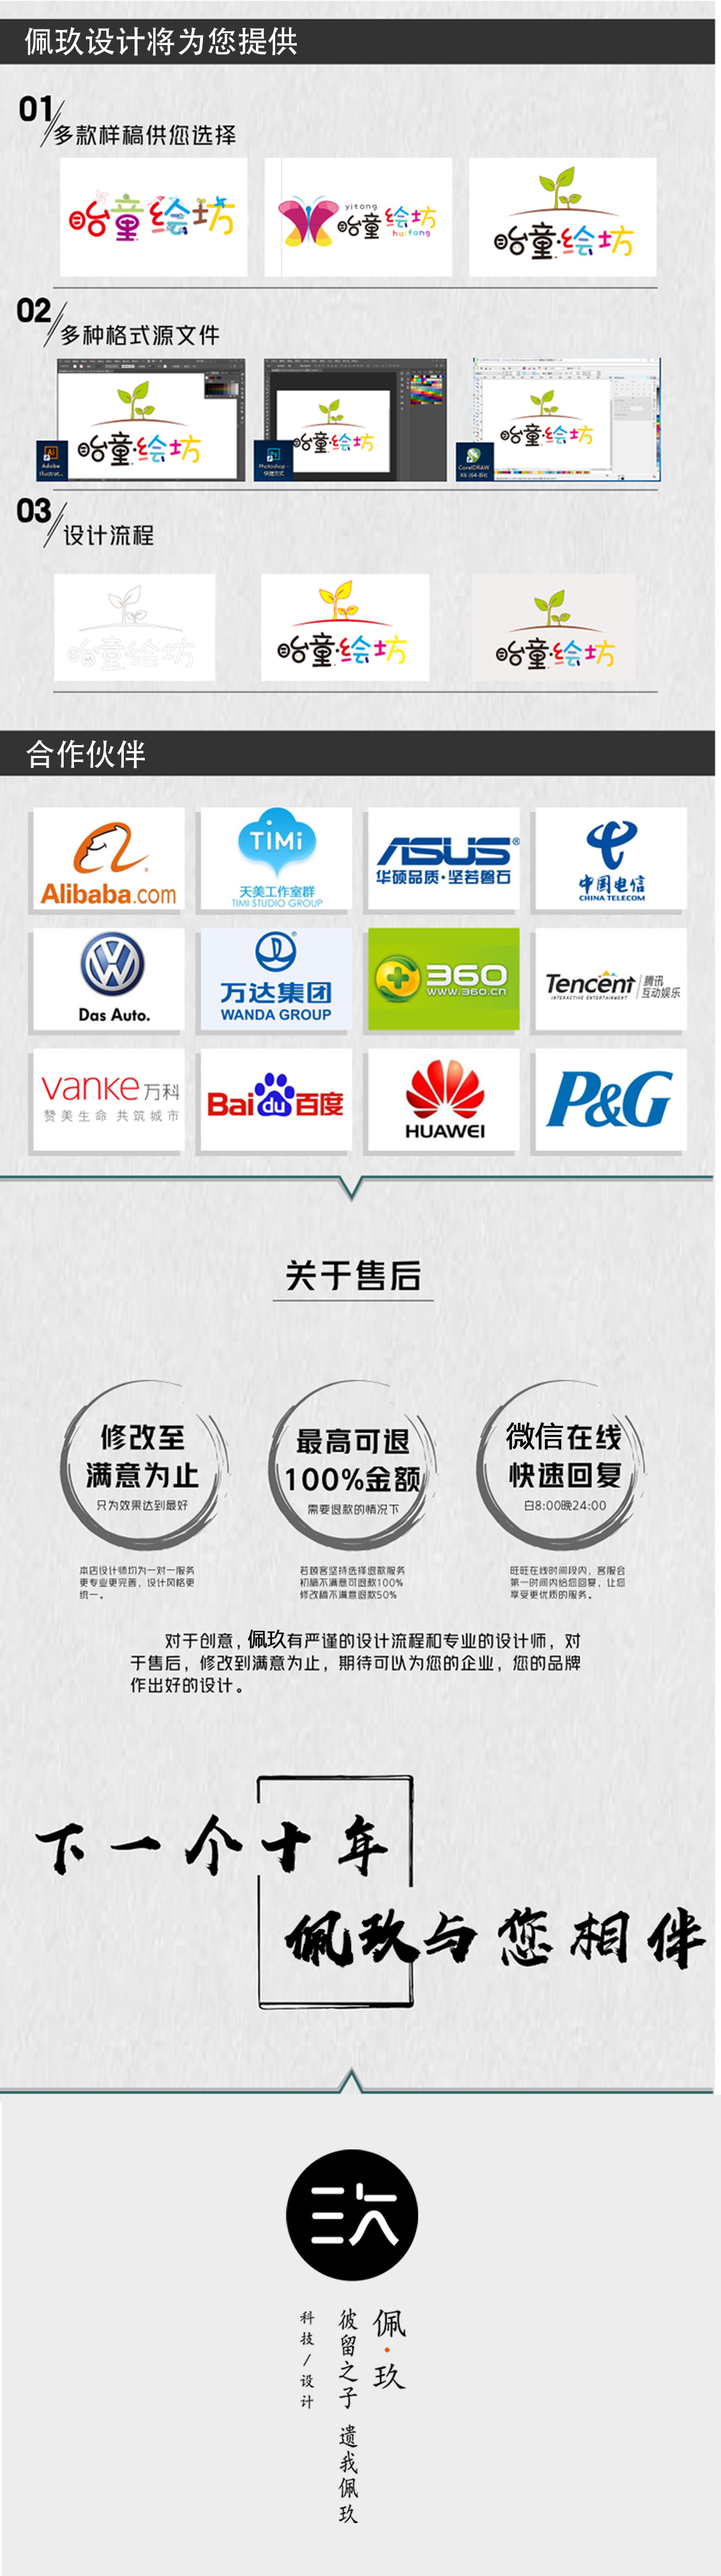 佩玖设计将为您提供
01
多款样稿供您选择
眙童绘坊
yitong
眙童绘坊
huifang
眙童·绘坊
02
多种格式源文件
眙童·绘坊
Adobe
Illustrat...
眙童·绘坊
Photoshop -
快捷方式
眙童·绘坊
CorelDRAW
X6 (64-Bit)
03
设计流程
眙童·绘坊
眙童·绘坊
眙童·绘坊
合作伙伴
Alibaba.com
TiMi
天美工作室群
TIMI STUDIO GROUP
ASUS
华硕品质·坚若磐石
中国电信
CHINA TELECOM
Das Auto.
万达集团
WANDA GROUP
360
www.360.cn
Tencent 腾讯
INTERACTIVE ENTERTAINMENT 互动娱乐
vanke 万科
赞美生命 共筑城市
Bai du 百度
HUAWEI
P&G
关于售后
修改至
满意为止
只为效果达到最好
最高可退
100%金额
需要退款的情况下
微信在线
快速回复
白8:00晚24:00
本店设计师均为一对一服务
更专业更完善,设计风格更
统一。
若顾客坚持选择退款服务
初稿不满意可退款100%
修改稿不满意退款50%
旺旺在线时间段内,客服会
第一时间内给您回复,让您
享受更优质的服务。
对于创意,佩玖有严谨的设计流程和专业的设计师,对
于售后,修改到满意为止,期待可以为您的企业,您的品牌
作出好的设计。
下一个十年
佩玖与您相伴
玖
佩·玖
彼留之子 遗我佩玖
科技/设计